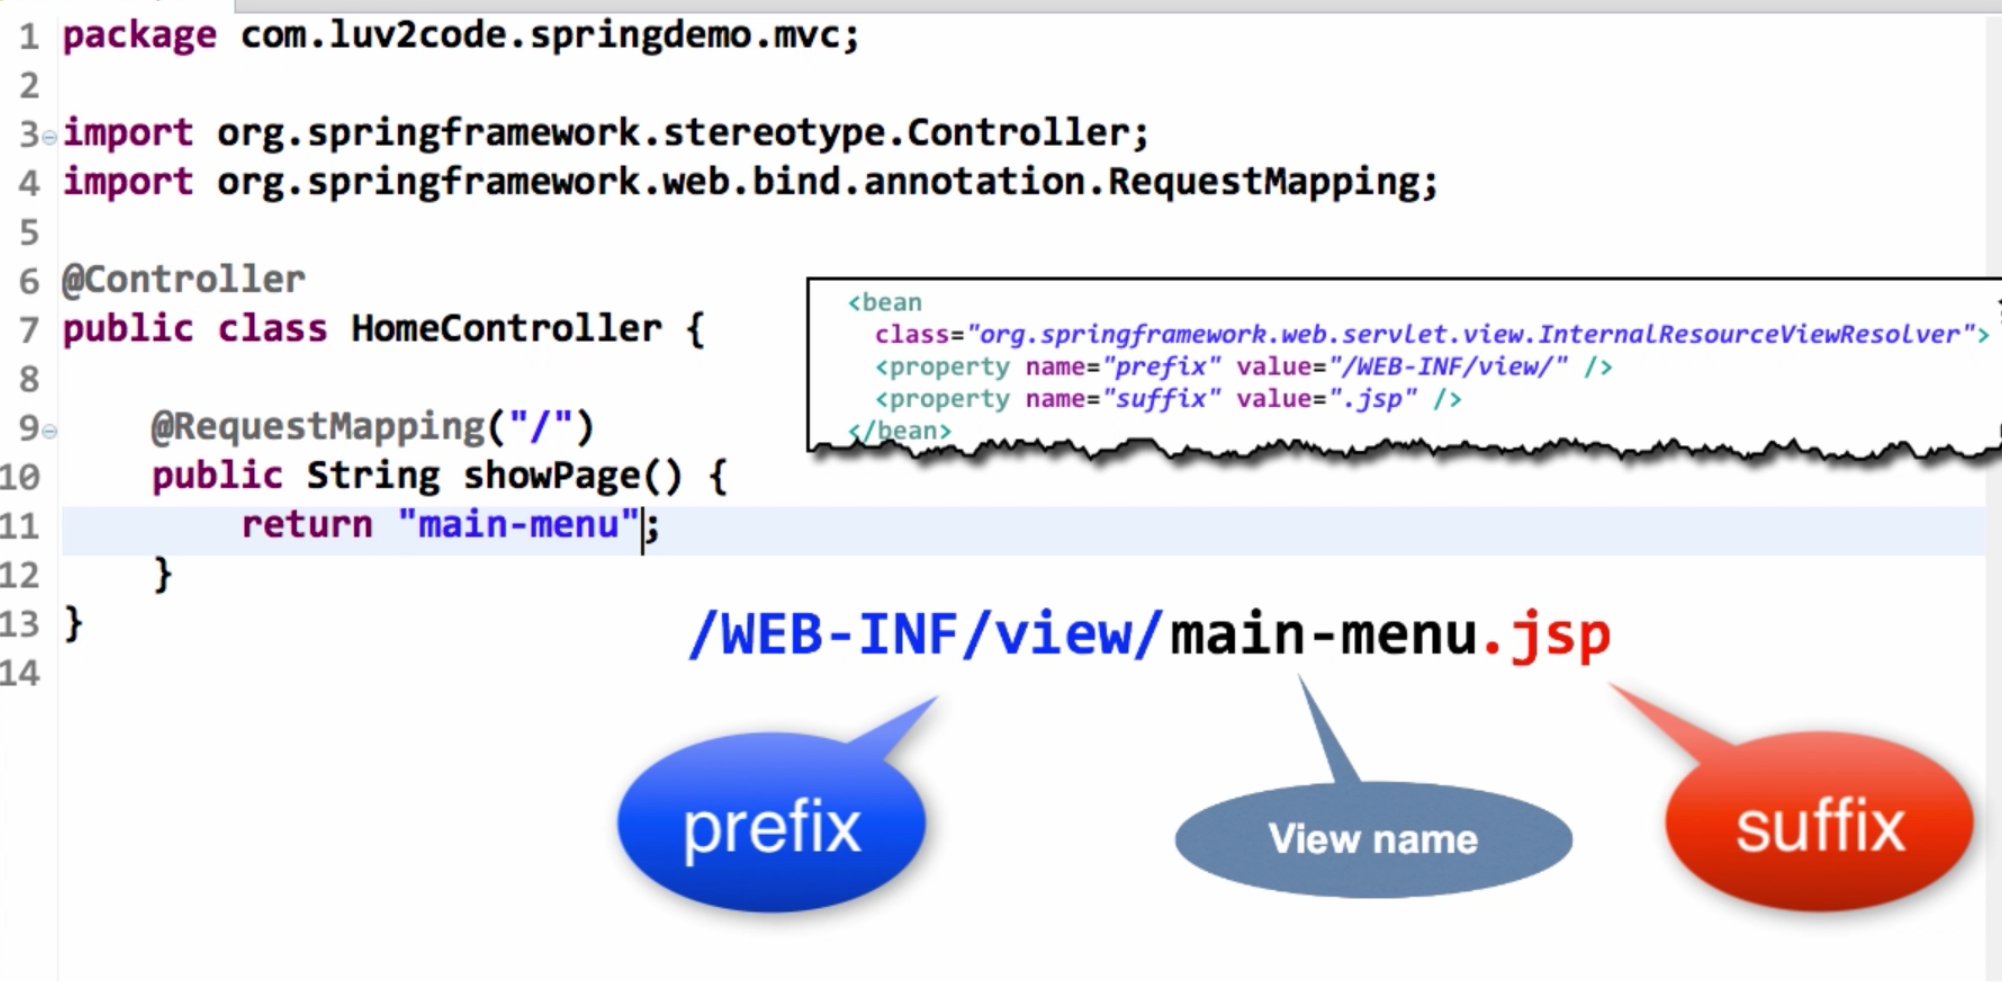 1 package com.luv2code.springdemo.mvc;
2
3 import org.springframework.stereotype.Controller;
4 import org.springframework.web.bind.annotation.RequestMapping;
5
6 @Controller
7 public class HomeController {
8
9 @RequestMapping("/")
10 public String showPage() {
11 return "main-menu";
12 }
13 }
14
<bean
class="org.springframework.web.servlet.view.InternalResourceViewResolver">
<property name="prefix" value="/WEB-INF/view/" />
<property name="suffix" value=".jsp" />
</bean>
/WEB-INF/view/main-menu.jsp
prefix
View name
suffix